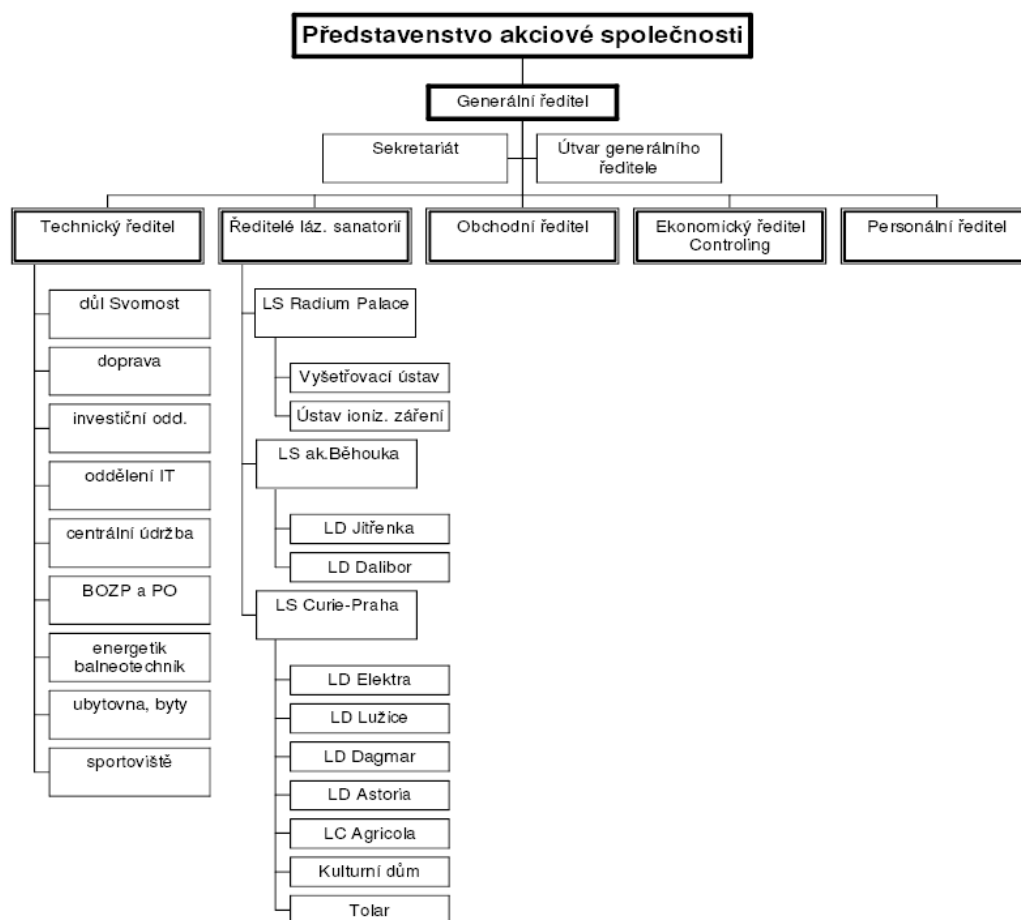 Představenstvo akciové společnosti
Generální ředitel
Sekretariát
Útvar generálního
ředitele
Technický ředitel
Ředitelé láz. sanatorií
Obchodní ředitel
Ekonomický ředitel
Controling
Personální ředitel
důl Svornost
doprava
investiční odd.
oddělení IT
centrální údržba
BOZP a PO
energetik
balneotechnik
ubytovna, byty
sportoviště
LS Radium Palace
Vyšetřovací ústav
Ústav ioniz. záření
LS ak.Běhouka
LD Jitřenka
LD Dalibor
LS Curie-Praha
LD Elektra
LD Lužice
LD Dagmar
LD Astoria
LC Agricola
Kulturní dům
Tolar